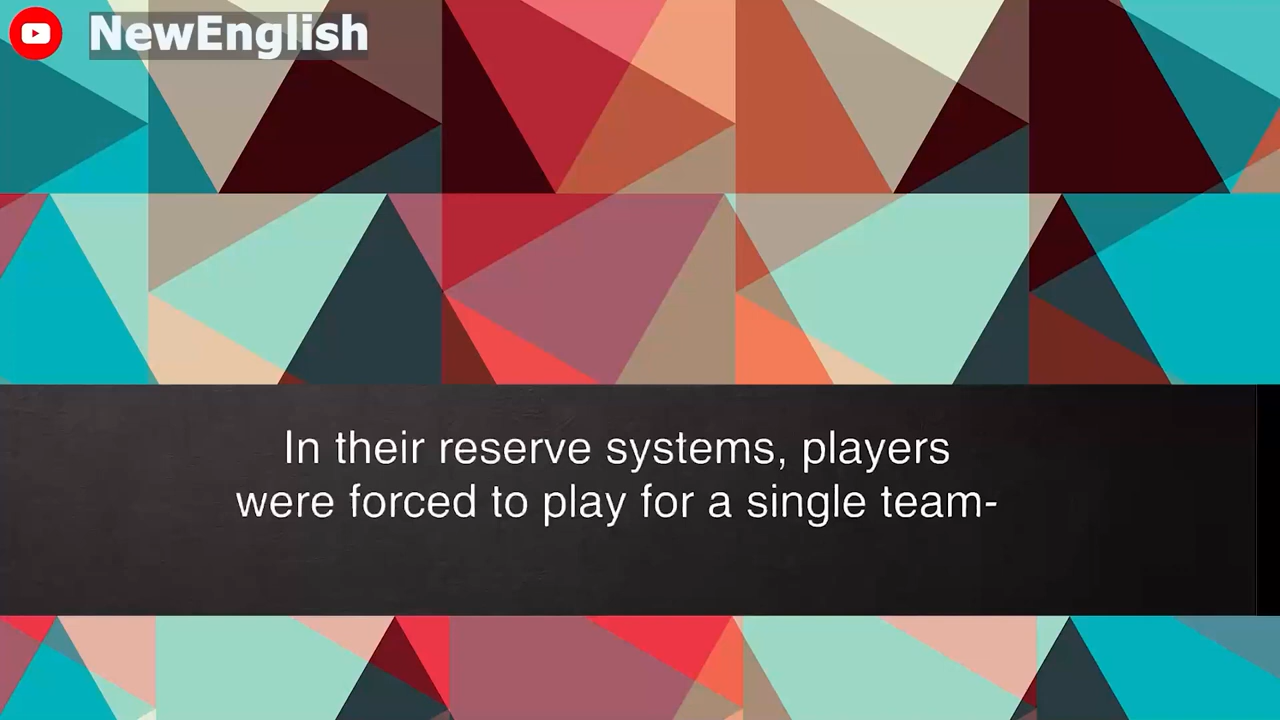 NewEnglish
In their reserve systems, players
were forced to play for a single team-